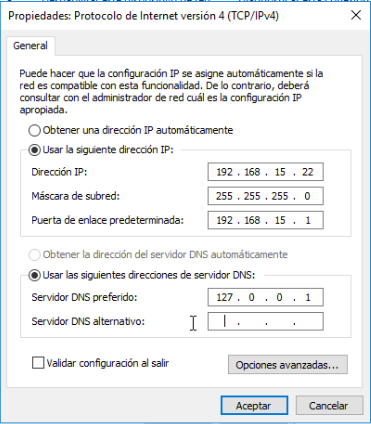 Propiedades: Protocolo de Internet versión 4 (TCP/IPv4)
General
Puede hacer que la configuración IP se asigne automáticamente si la
red es compatible con esta funcionalidad. De lo contrario, deberá
consultar con el administrador de red cuál es la configuración IP
apropiada.
Obtener una dirección IP automáticamente
Usar la siguiente dirección IP:
Dirección IP: 192 . 168 . 15 . 22
Máscara de subred: 255 . 255 . 255 . 0
Puerta de enlace predeterminada: 192 . 168 . 15 . 1
Obtener la dirección del servidor DNS automáticamente
Usar las siguientes direcciones de servidor DNS:
Servidor DNS preferido: 127 . 0 . 0 . 1
Servidor DNS alternativo: . . .
Validar configuración al salir
Opciones avanzadas...
Aceptar
Cancelar